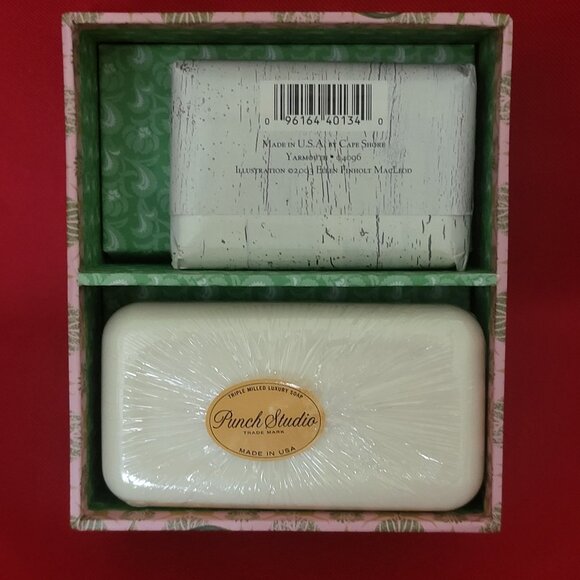 0 96164 40134 0
MADE IN U.S.A. BY CAPE SHORE
YARMOUTH • 04096
ILLUSTRATION ©2003 ELLEN PINHOLT MACLEOD
TRIPLE MILLED LUXURY SOAP
Punch Studio
TRADE MARK
MADE IN USA